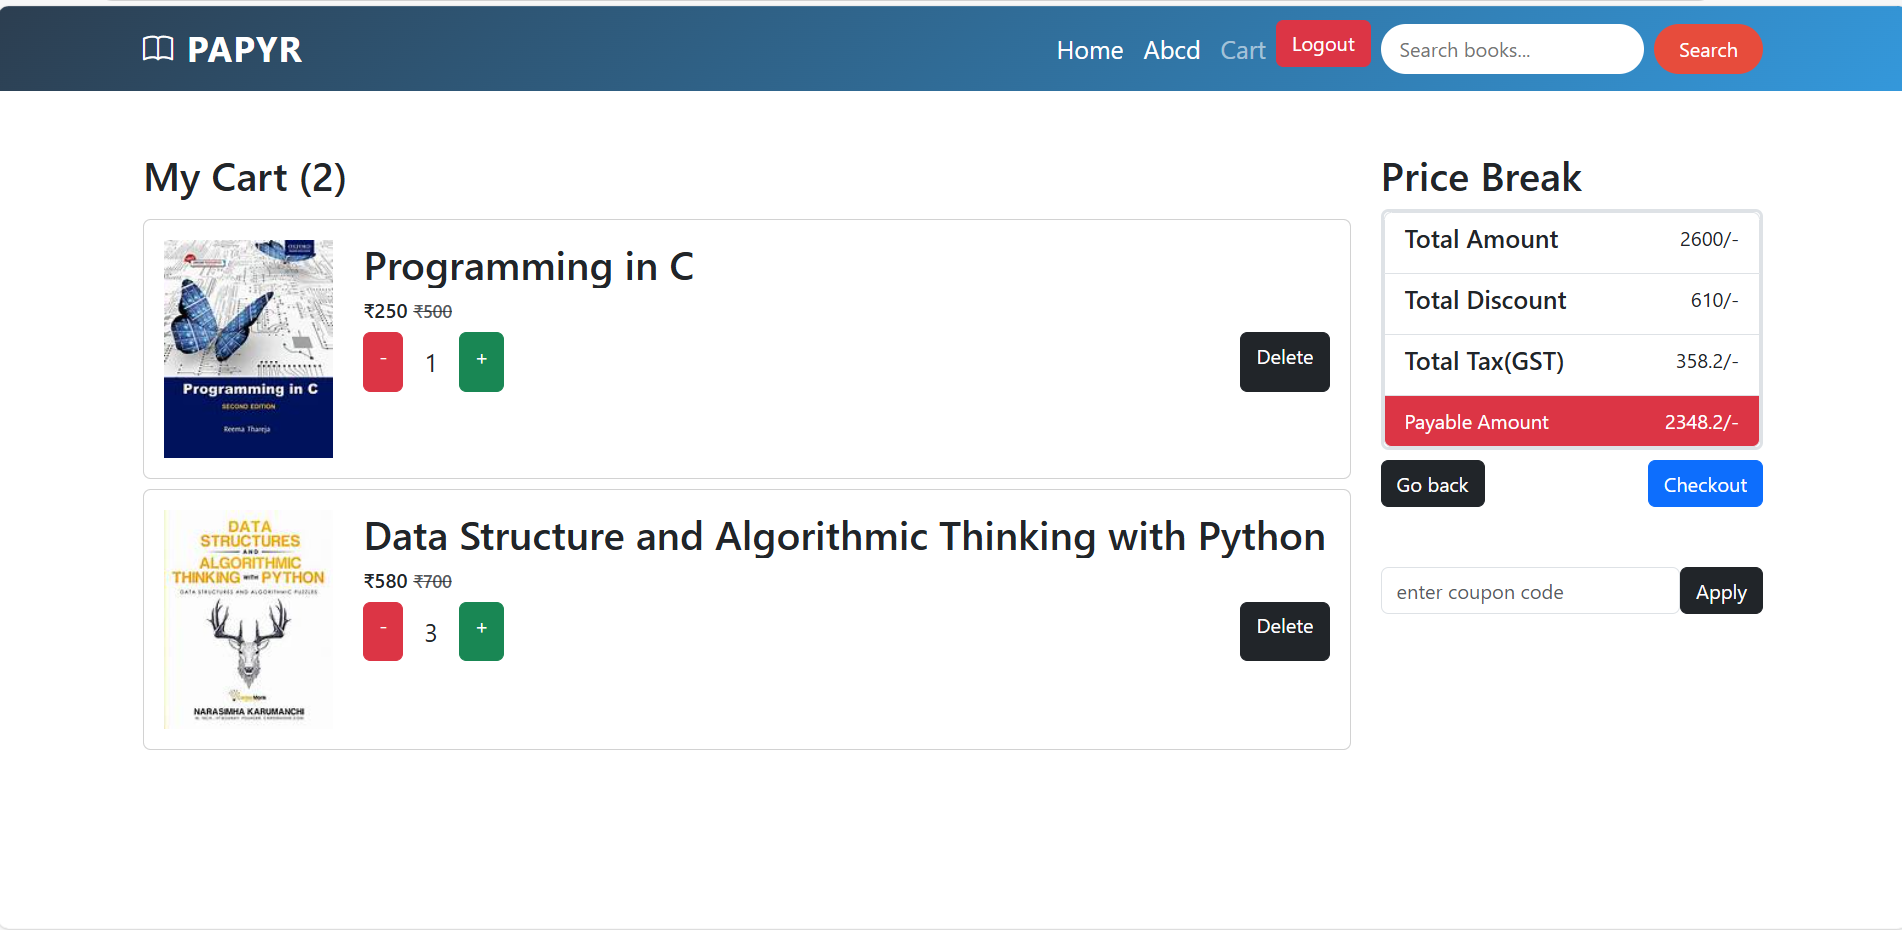 PAPYR
Home Abcd Cart Logout Search books... Search
My Cart (2)
Programming in C
₹250 ₹500
- 1 + Delete
Programming in C
SECOND EDITION
Reema Thareja
Data Structure and Algorithmic Thinking with Python
₹580 ₹700
- 3 + Delete
DATA
STRUCTURES
AND
ALGORITHMIC
THINKING WITH PYTHON
DATA STRUCTURES AND ALGORITHMIC PUZZLES
NARASIMHA KARUMANCHI
Price Break
Total Amount 2600/-
Total Discount 610/-
Total Tax(GST) 358.2/-
Payable Amount 2348.2/-
Go back Checkout
enter coupon code Apply